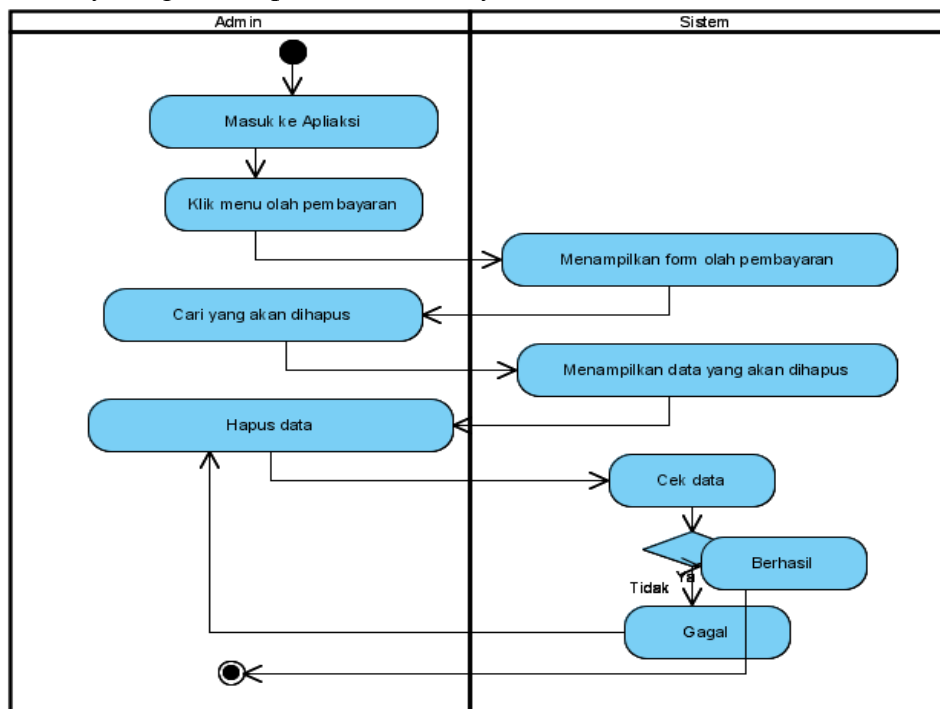 Admin
Sistem
Masuk ke Apliaksi
Klik menu olah pembayaran
Menampilkan form olah pembayaran
Cari yang akan dihapus
Menampilkan data yang akan dihapus
Hapus data
Cek data
Berhasil
Ya
Tidak
Gagal